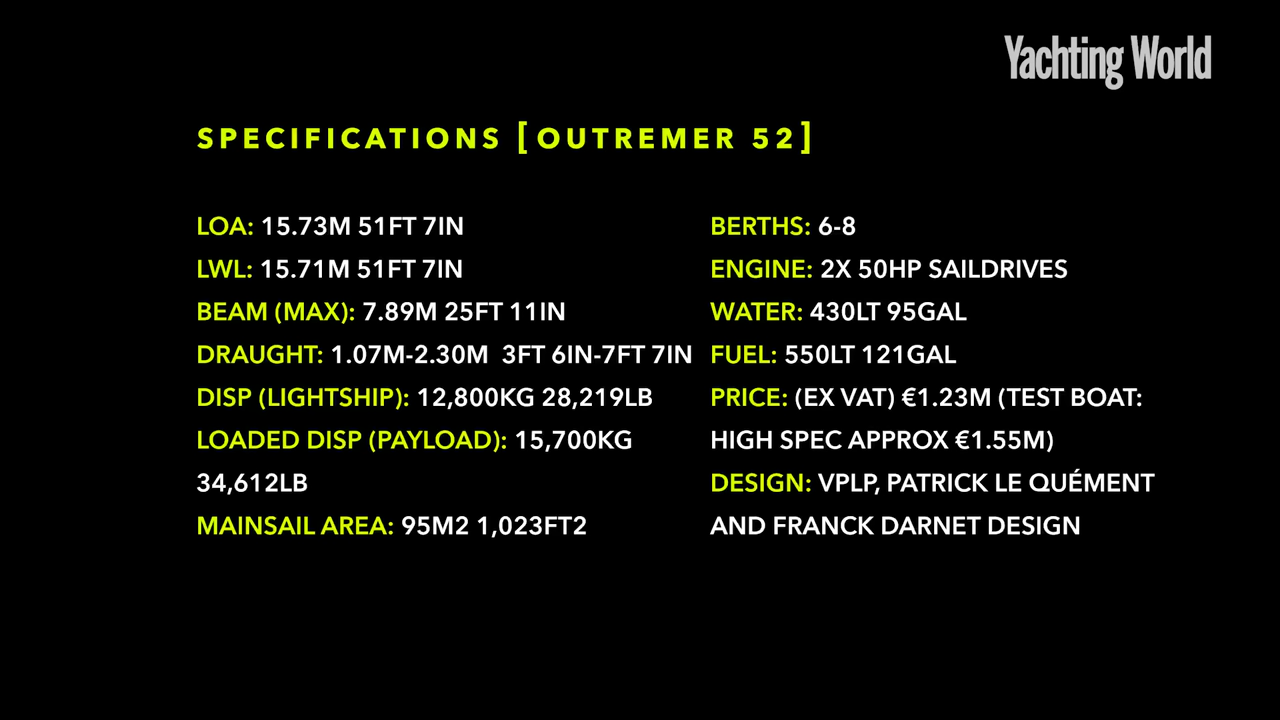 Yachting World
SPECIFICATIONS [OUTREMER 52]
LOA: 15.73M 51FT 7IN
LWL: 15.71M 51FT 7IN
BEAM (MAX): 7.89M 25FT 11IN
DRAUGHT: 1.07M-2.30M  3FT 6IN-7FT 7IN
DISP (LIGHTSHIP): 12,800KG 28,219LB
LOADED DISP (PAYLOAD): 15,700KG
34,612LB
MAINSAIL AREA: 95M2 1,023FT2
BERTHS: 6-8
ENGINE: 2X 50HP SAILDRIVES
WATER: 430LT 95GAL
FUEL: 550LT 121GAL
PRICE: (EX VAT) €1.23M (TEST BOAT:
HIGH SPEC APPROX €1.55M)
DESIGN: VPLP, PATRICK LE QUÉMENT
AND FRANCK DARNET DESIGN